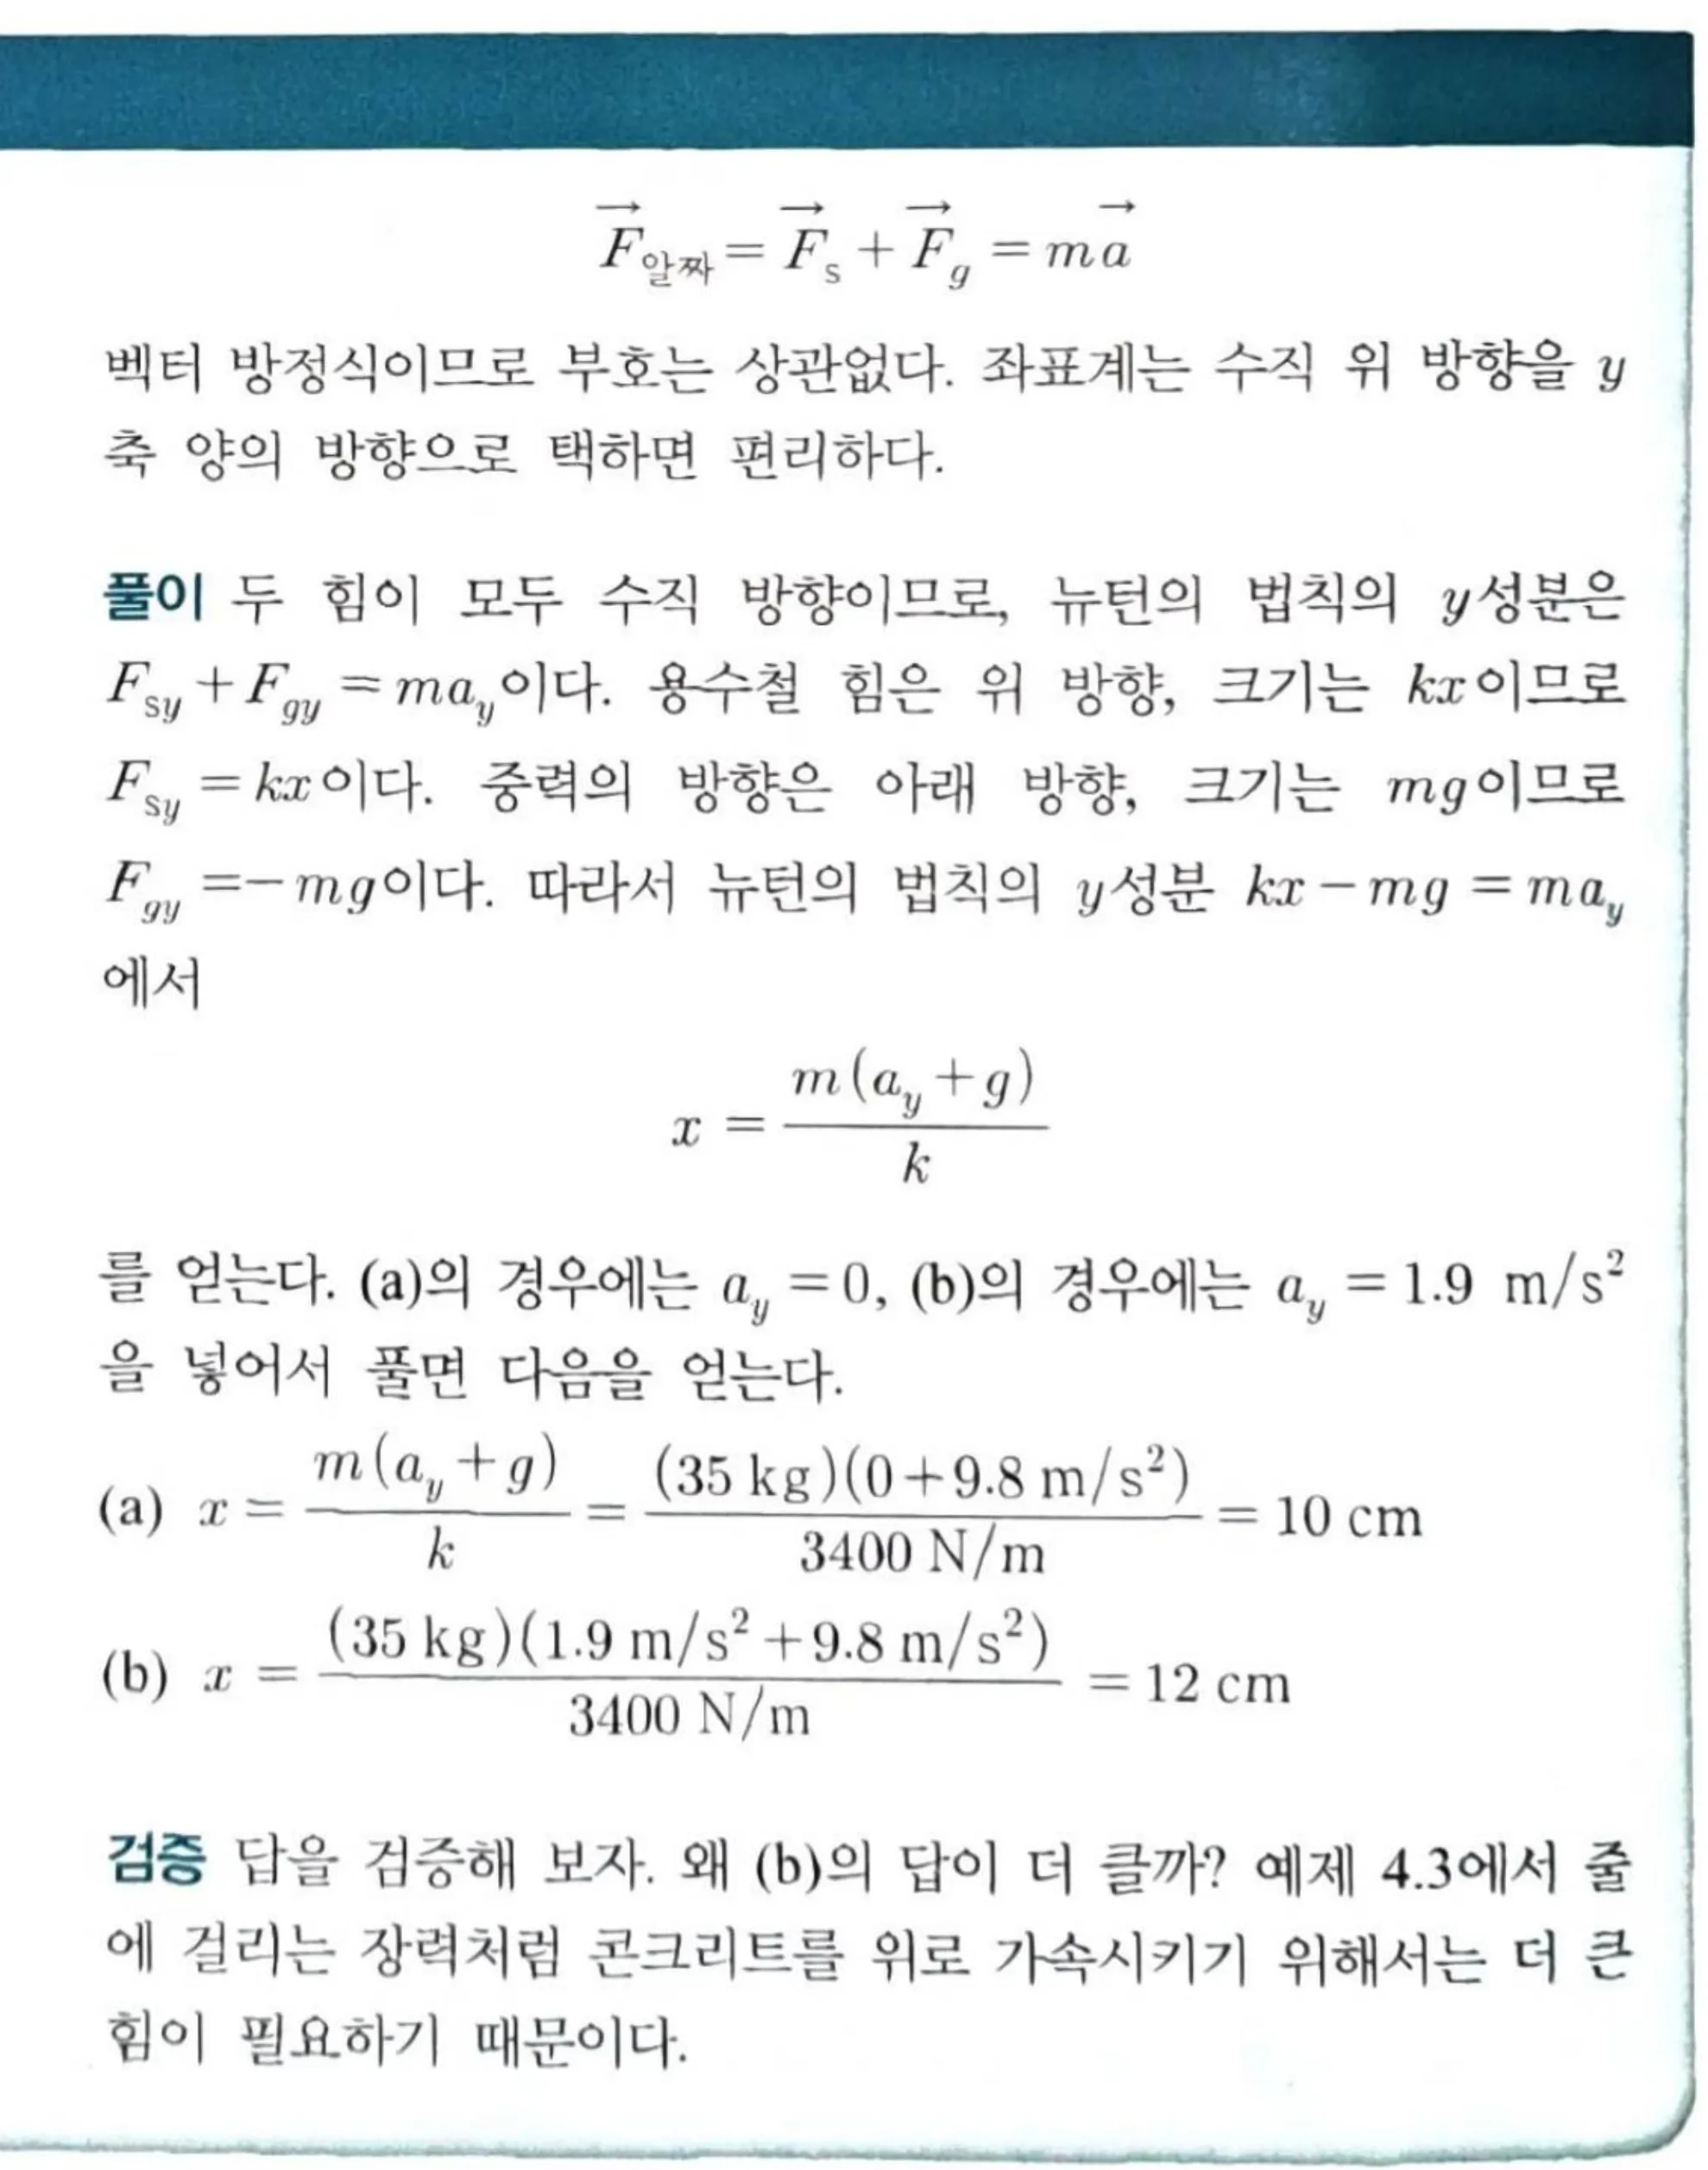 $\vec{F}_{알짜} = \vec{F}_{s} + \vec{F}_{g} = m\vec{a}$
벡터 방정식이므로 부호는 상관없다. 좌표계는 수직 위 방향을 $y$
축 양의 방향으로 택하면 편리하다.
풀이 두 힘이 모두 수직 방향이므로, 뉴턴의 법칙의 $y$성분은
$F_{sy} + F_{gy} = ma_y$이다. 용수철 힘은 위 방향, 크기는 $kx$이므로
$F_{sy} = kx$이다. 중력의 방향은 아래 방향, 크기는 $mg$이므로
$F_{gy} = -mg$이다. 따라서 뉴턴의 법칙의 $y$성분 $kx - mg = ma_y$
에서
$x = \frac{m(a_y + g)}{k}$
를 얻는다. (a)의 경우에는 $a_y = 0$, (b)의 경우에는 $a_y = 1.9 \ m/s^2$
을 넣어서 풀면 다음을 얻는다.
(a) $x = \frac{m(a_y + g)}{k} = \frac{(35 \ kg)(0 + 9.8 \ m/s^2)}{3400 \ N/m} = 10 \ cm$
(b) $x = \frac{(35 \ kg)(1.9 \ m/s^2 + 9.8 \ m/s^2)}{3400 \ N/m} = 12 \ cm$
검증 답을 검증해 보자. 왜 (b)의 답이 더 클까? 예제 4.3에서 줄
에 걸리는 장력처럼 콘크리트를 위로 가속시키기 위해서는 더 큰
힘이 필요하기 때문이다.